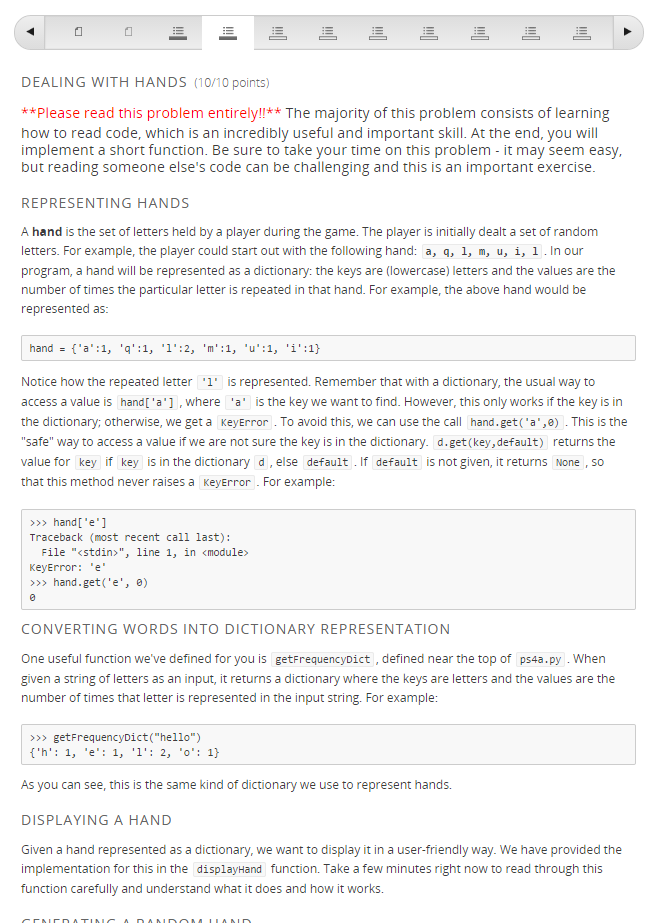 DEALING WITH HANDS (10/10 points)
**Please read this problem entirely!!** The majority of this problem consists of learning
how to read code, which is an incredibly useful and important skill. At the end, you will
implement a short function. Be sure to take your time on this problem - it may seem easy,
but reading someone else's code can be challenging and this is an important exercise.
REPRESENTING HANDS
A hand is the set of letters held by a player during the game. The player is initially dealt a set of random
letters. For example, the player could start out with the following hand: a, q, l, m, u, i, l . In our
program, a hand will be represented as a dictionary: the keys are (lowercase) letters and the values are the
number of times the particular letter is repeated in that hand. For example, the above hand would be
represented as:
hand = {'a':1, 'q':1, 'l':2, 'm':1, 'u':1, 'i':1}
Notice how the repeated letter 'l' is represented. Remember that with a dictionary, the usual way to
access a value is hand['a'] , where 'a' is the key we want to find. However, this only works if the key is in
the dictionary; otherwise, we get a KeyError . To avoid this, we can use the call hand.get('a',0) . This is the
"safe" way to access a value if we are not sure the key is in the dictionary. d.get(key,default) returns the
value for key if key is in the dictionary d , else default . If default is not given, it returns None , so
that this method never raises a KeyError . For example:
>>> hand['e']
Traceback (most recent call last):
  File "<stdin>", line 1, in <module>
KeyError: 'e'
>>> hand.get('e', 0)
0
CONVERTING WORDS INTO DICTIONARY REPRESENTATION
One useful function we've defined for you is getFrequencyDict , defined near the top of ps4a.py . When
given a string of letters as an input, it returns a dictionary where the keys are letters and the values are the
number of times that letter is represented in the input string. For example:
>>> getFrequencyDict("hello")
{'h': 1, 'e': 1, 'l': 2, 'o': 1}
As you can see, this is the same kind of dictionary we use to represent hands.
DISPLAYING A HAND
Given a hand represented as a dictionary, we want to display it in a user-friendly way. We have provided the
implementation for this in the displayHand function. Take a few minutes right now to read through this
function carefully and understand what it does and how it works.
GENERATING A RANDOM HAND